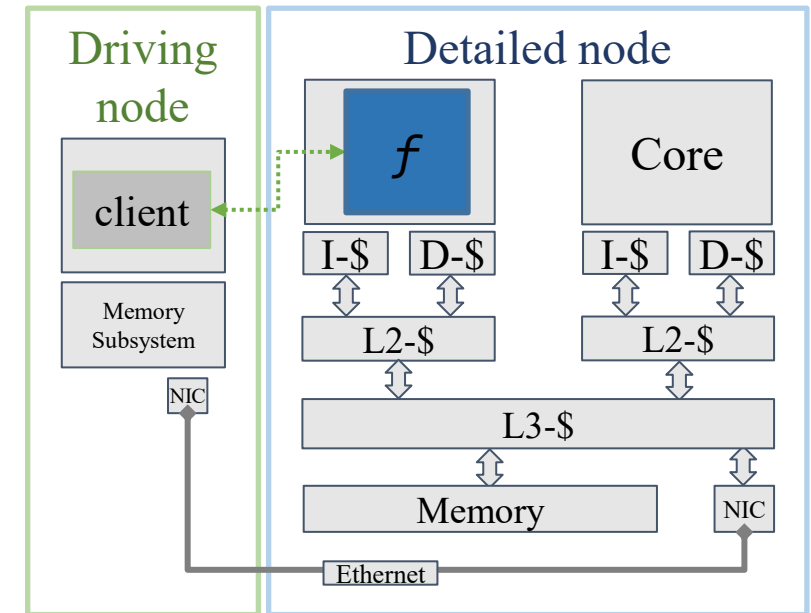 Driving
node
client
Memory
Subsystem
NIC
Detailed node
f
Core
I-$ D-$ I-$ D-$
L2-$ L2-$
L3-$
Memory
NIC
Ethernet